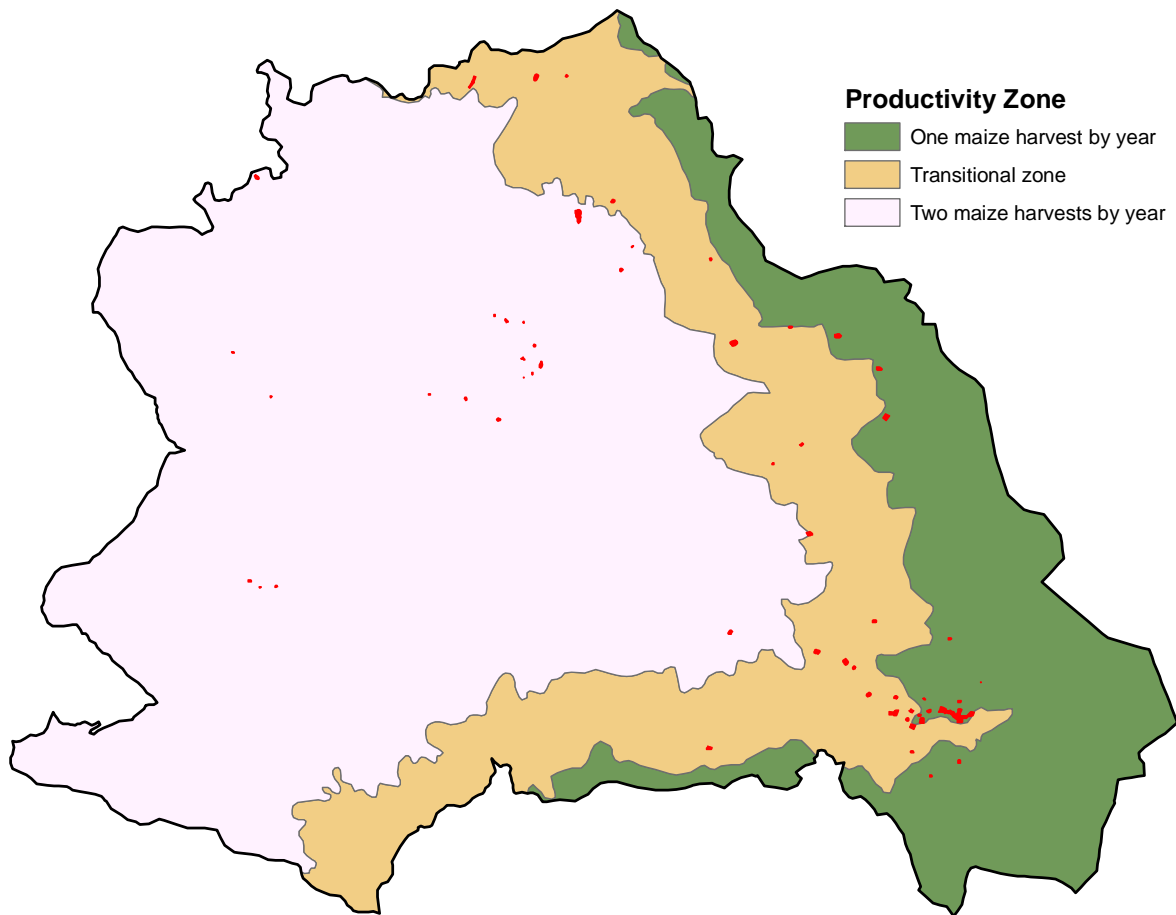 Productivity Zone
One maize harvest by year
Transitional zone
Two maize harvests by year